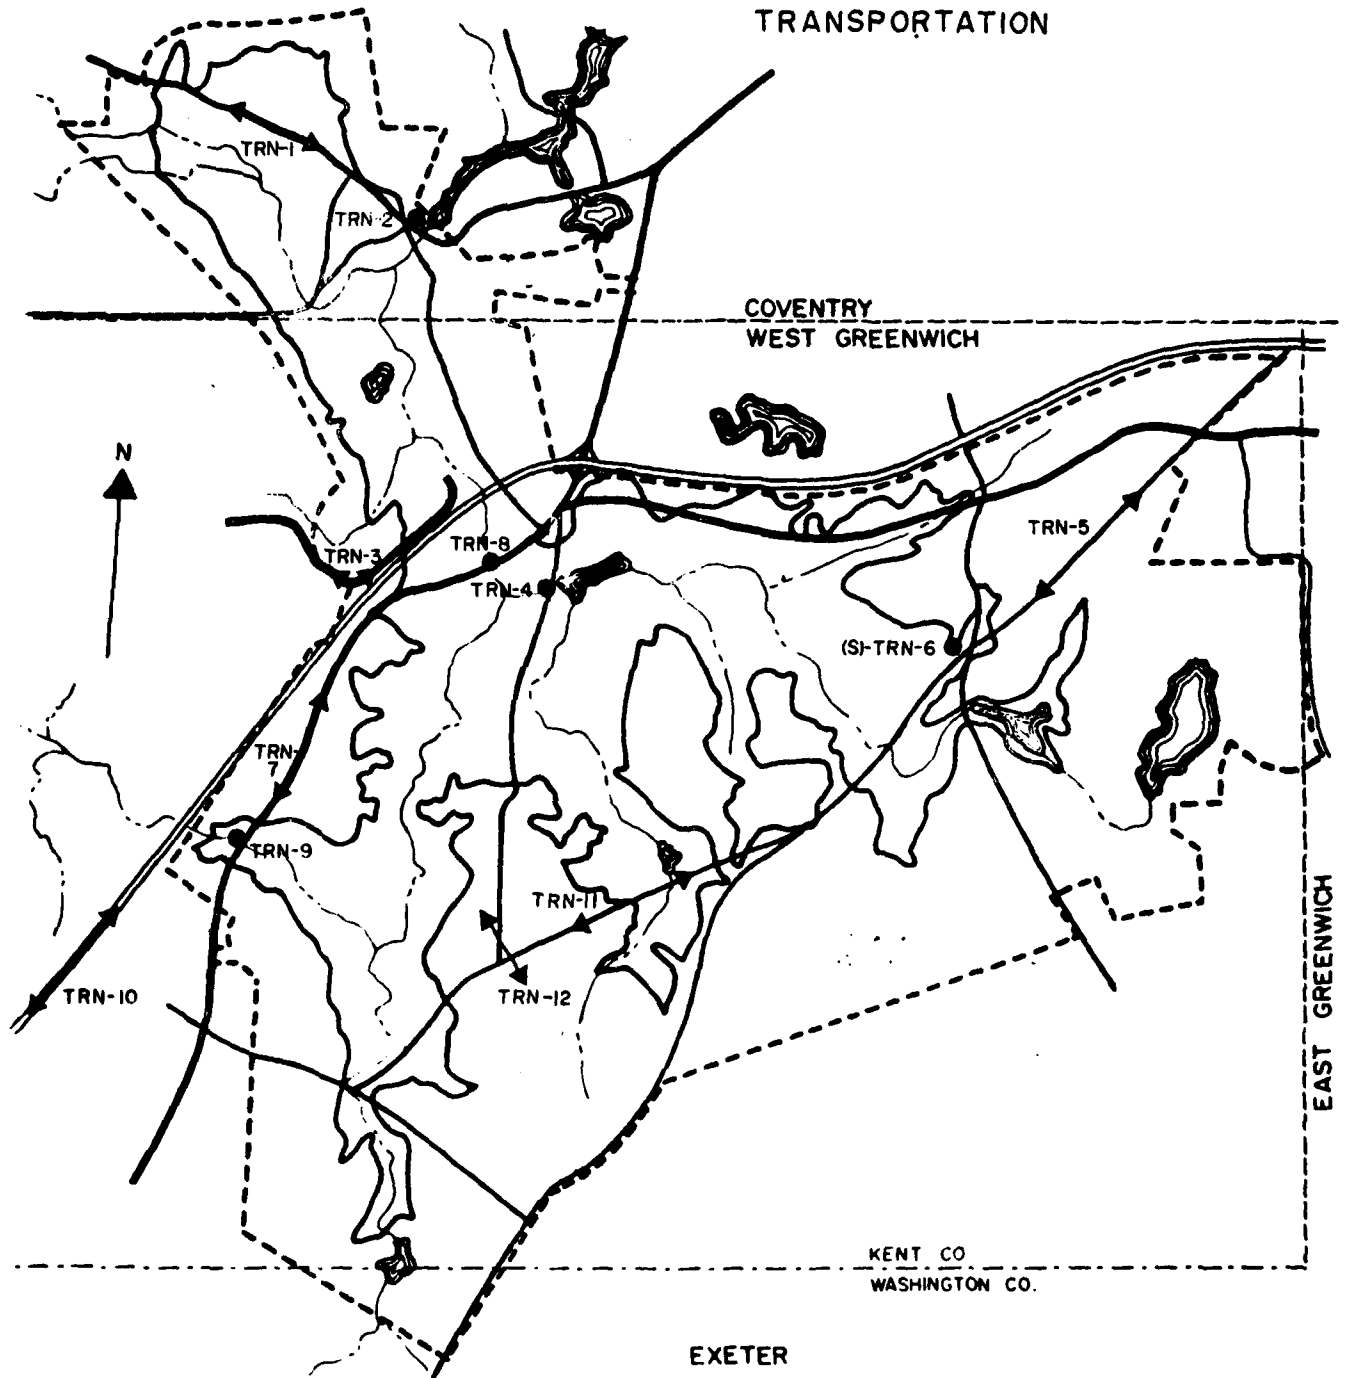 TRANSPORTATION
TRN-1
TRN-2
COVENTRY
WEST GREENWICH
N
TRN-3
TRN-8
TRN-4
TRN-5
(S)-TRN-6
TRN-
7
TRN-9
TRN-11
TRN-10
TRN-12
EAST GREENWICH
KENT CO
WASHINGTON CO.
EXETER